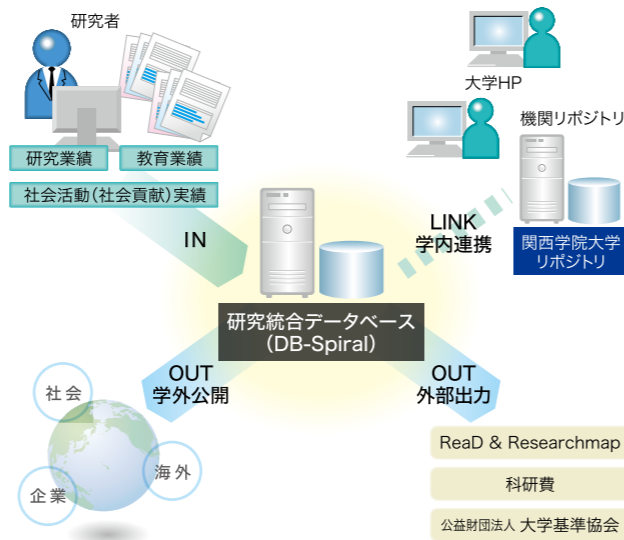 研究者
大学HP
機関リポジトリ
研究業績
教育業績
社会活動(社会貢献)実績
IN
LINK
学内連携
関西学院大学
リポジトリ
研究統合データベース
(DB-Spiral)
OUT
学外公開
OUT
外部出力
社会
海外
企業
ReaD & Researchmap
科研費
公益財団法人 大学基準協会